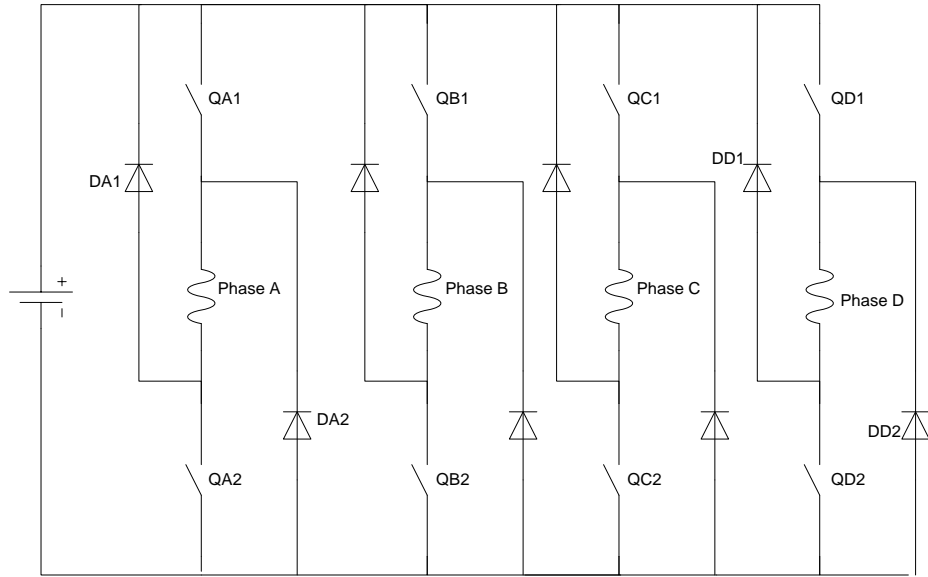 QA1
QB1
QC1
QD1
DA1
DD1
+
-
Phase A
Phase B
Phase C
Phase D
DA2
DD2
QA2
QB2
QC2
QD2